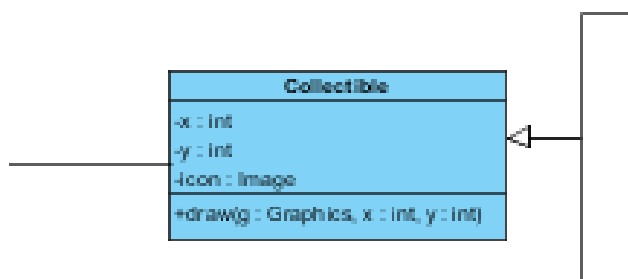 Collectible
-x : int
-y : int
-icon : Image
+draw(g : Graphics, x : int, y : int)